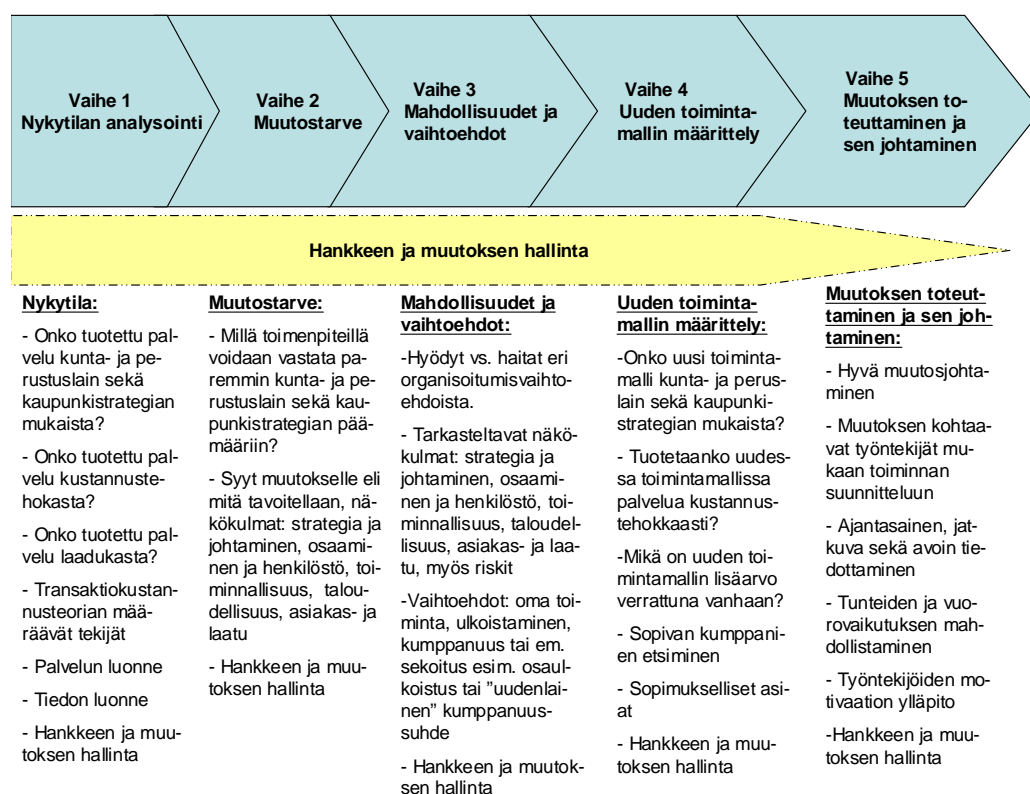 Vaihe 1
Nykytilan analysointi
Vaihe 2
Muutostarve
Vaihe 3
Mahdollisuudet ja
vaihtoehdot
Vaihe 4
Uuden toiminta-
mallin määrittely
Vaihe 5
Muutoksen to-
teuttaminen ja
sen johtaminen
Hankkeen ja muutoksen hallinta
Nykytila:
- Onko tuotettu pal-
velu kunta- ja pe-
rustuslain sekä
kaupunkistrategian
mukaista?
- Onko tuotettu pal-
velu kustannuste-
hokasta?
- Onko tuotettu pal-
velu laadukasta?
- Transaktiokustan-
nusteorian mää-
räävät tekijät
- Palvelun luonne
- Tiedon luonne
- Hankkeen ja muu-
toksen hallinta
Muutostarve:
- Millä toimenpiteillä
voidaan vastata pa-
remmin kunta- ja pe-
rustuslain sekä kau-
punkistrategian pää-
määriin?
- Syyt muutokselle eli
mitä tavoitellaan, nä-
kökulmat: strategia ja
johtaminen, osaami-
nen ja henkilöstö, toi-
minnallisuus, talou-
dellisuus, asiakas- ja
laatu
- Hankkeen ja muu-
toksen hallinta
Mahdollisuudet ja
vaihtoehdot:
-Hyödyt vs. haitat eri
organisoitumisvaihto-
ehdoista.
- Tarkasteltavat näkö-
kulmat: strategia ja
johtaminen, osaami-
nen ja henkilöstö, toi-
minnallisuus, taloudel-
lisuus, asiakas- ja laa-
tu, myös riskit
-Vaihtoehdot: oma toi-
minta, ulkoistaminen,
kumppanuus tai em.
sekoitus esim. osaul-
koistus tai ”uudenlai-
nen” kumppanuus-
suhde
- Hankkeen ja muutok-
sen hallinta
Uuden toiminta-
mallin määrittely:
-Onko uusi toiminta-
malli kunta- ja perus-
lain sekä kaupunki-
strategian mukaista?
- Tuotetaanko uudes-
sa toimintamallissa
palvelua kustannus-
tehokkaasti?
-Mikä on uuden toi-
mintamallin lisäarvo
verrattuna vanhaan?
- Sopivan kumppani-
en etsiminen
- Sopimukselliset asi-
at
- Hankkeen ja muu-
toksen hallinta
Muutoksen toteut-
taminen ja sen joh-
taminen:
- Hyvä muutosjohta-
minen
- Muutoksen kohtaa-
vat työntekijät mu-
kaan toiminnan
suunnitteluun
- Ajantasainen, jat-
kuva sekä avoin tie-
dottaminen
- Tunteiden ja vuo-
rovaikutuksen mah-
dollistaminen
- Työntekijöiden mo-
tivaation ylläpito
-Hankkeen ja muu-
toksen hallinta